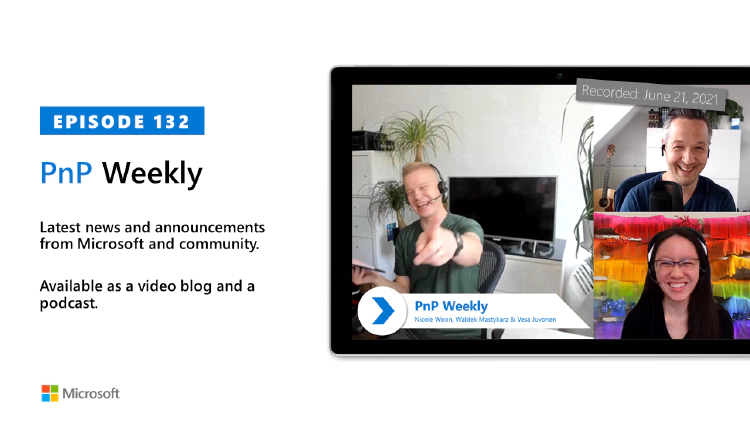 EPISODE 132
PnP Weekly
Latest news and announcements
from Microsoft and community.
Available as a video blog and a
podcast.
Microsoft
Recorded: June 21, 2021
PnP Weekly
Nicole Woon, Waldek Mastykarz & Vesa Juvonen